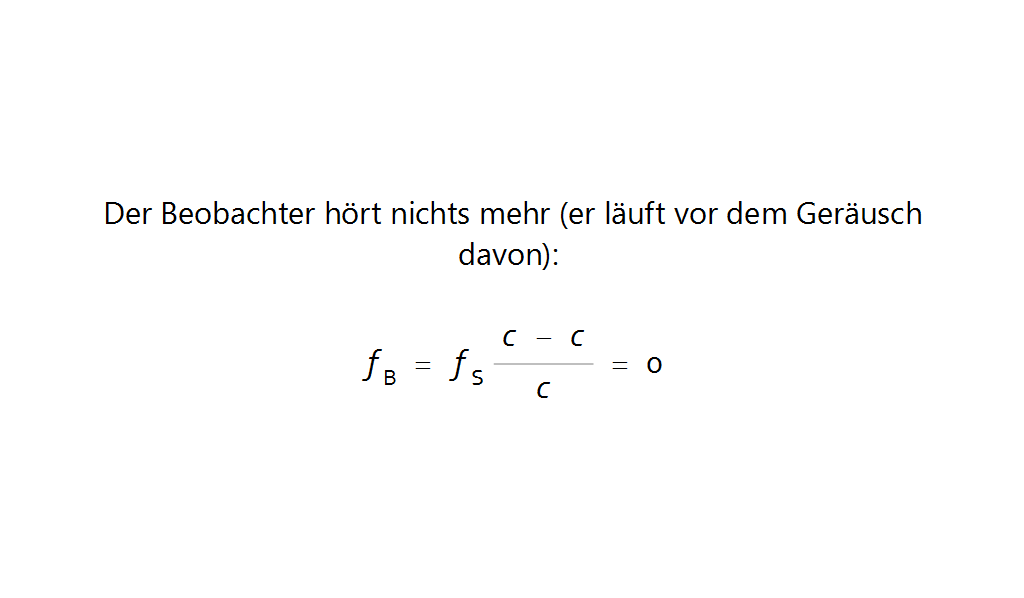 Der Beobachter hört nichts mehr (er läuft vor dem Geräusch
davon):
f_B = f_S (c − c)/c = 0